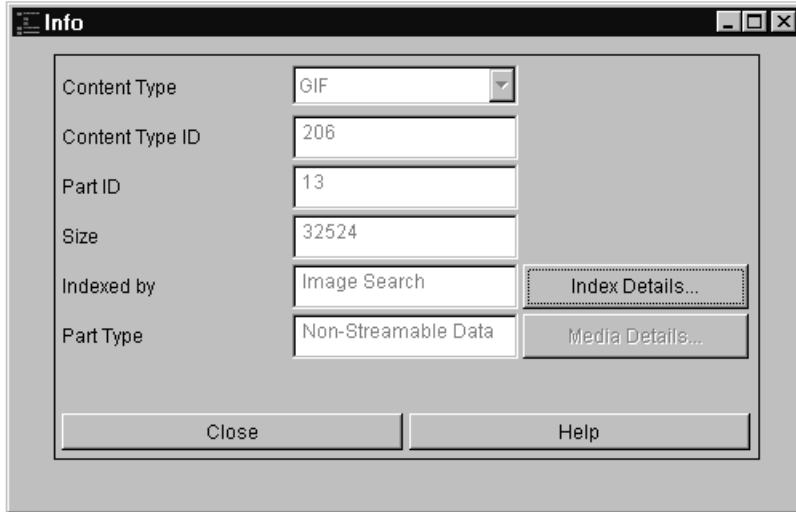 Info
Content Type GIF
Content Type ID 206
Part ID 13
Size 32524
Indexed by Image Search Index Details...
Part Type Non-Streamable Data Media Details...
Close Help